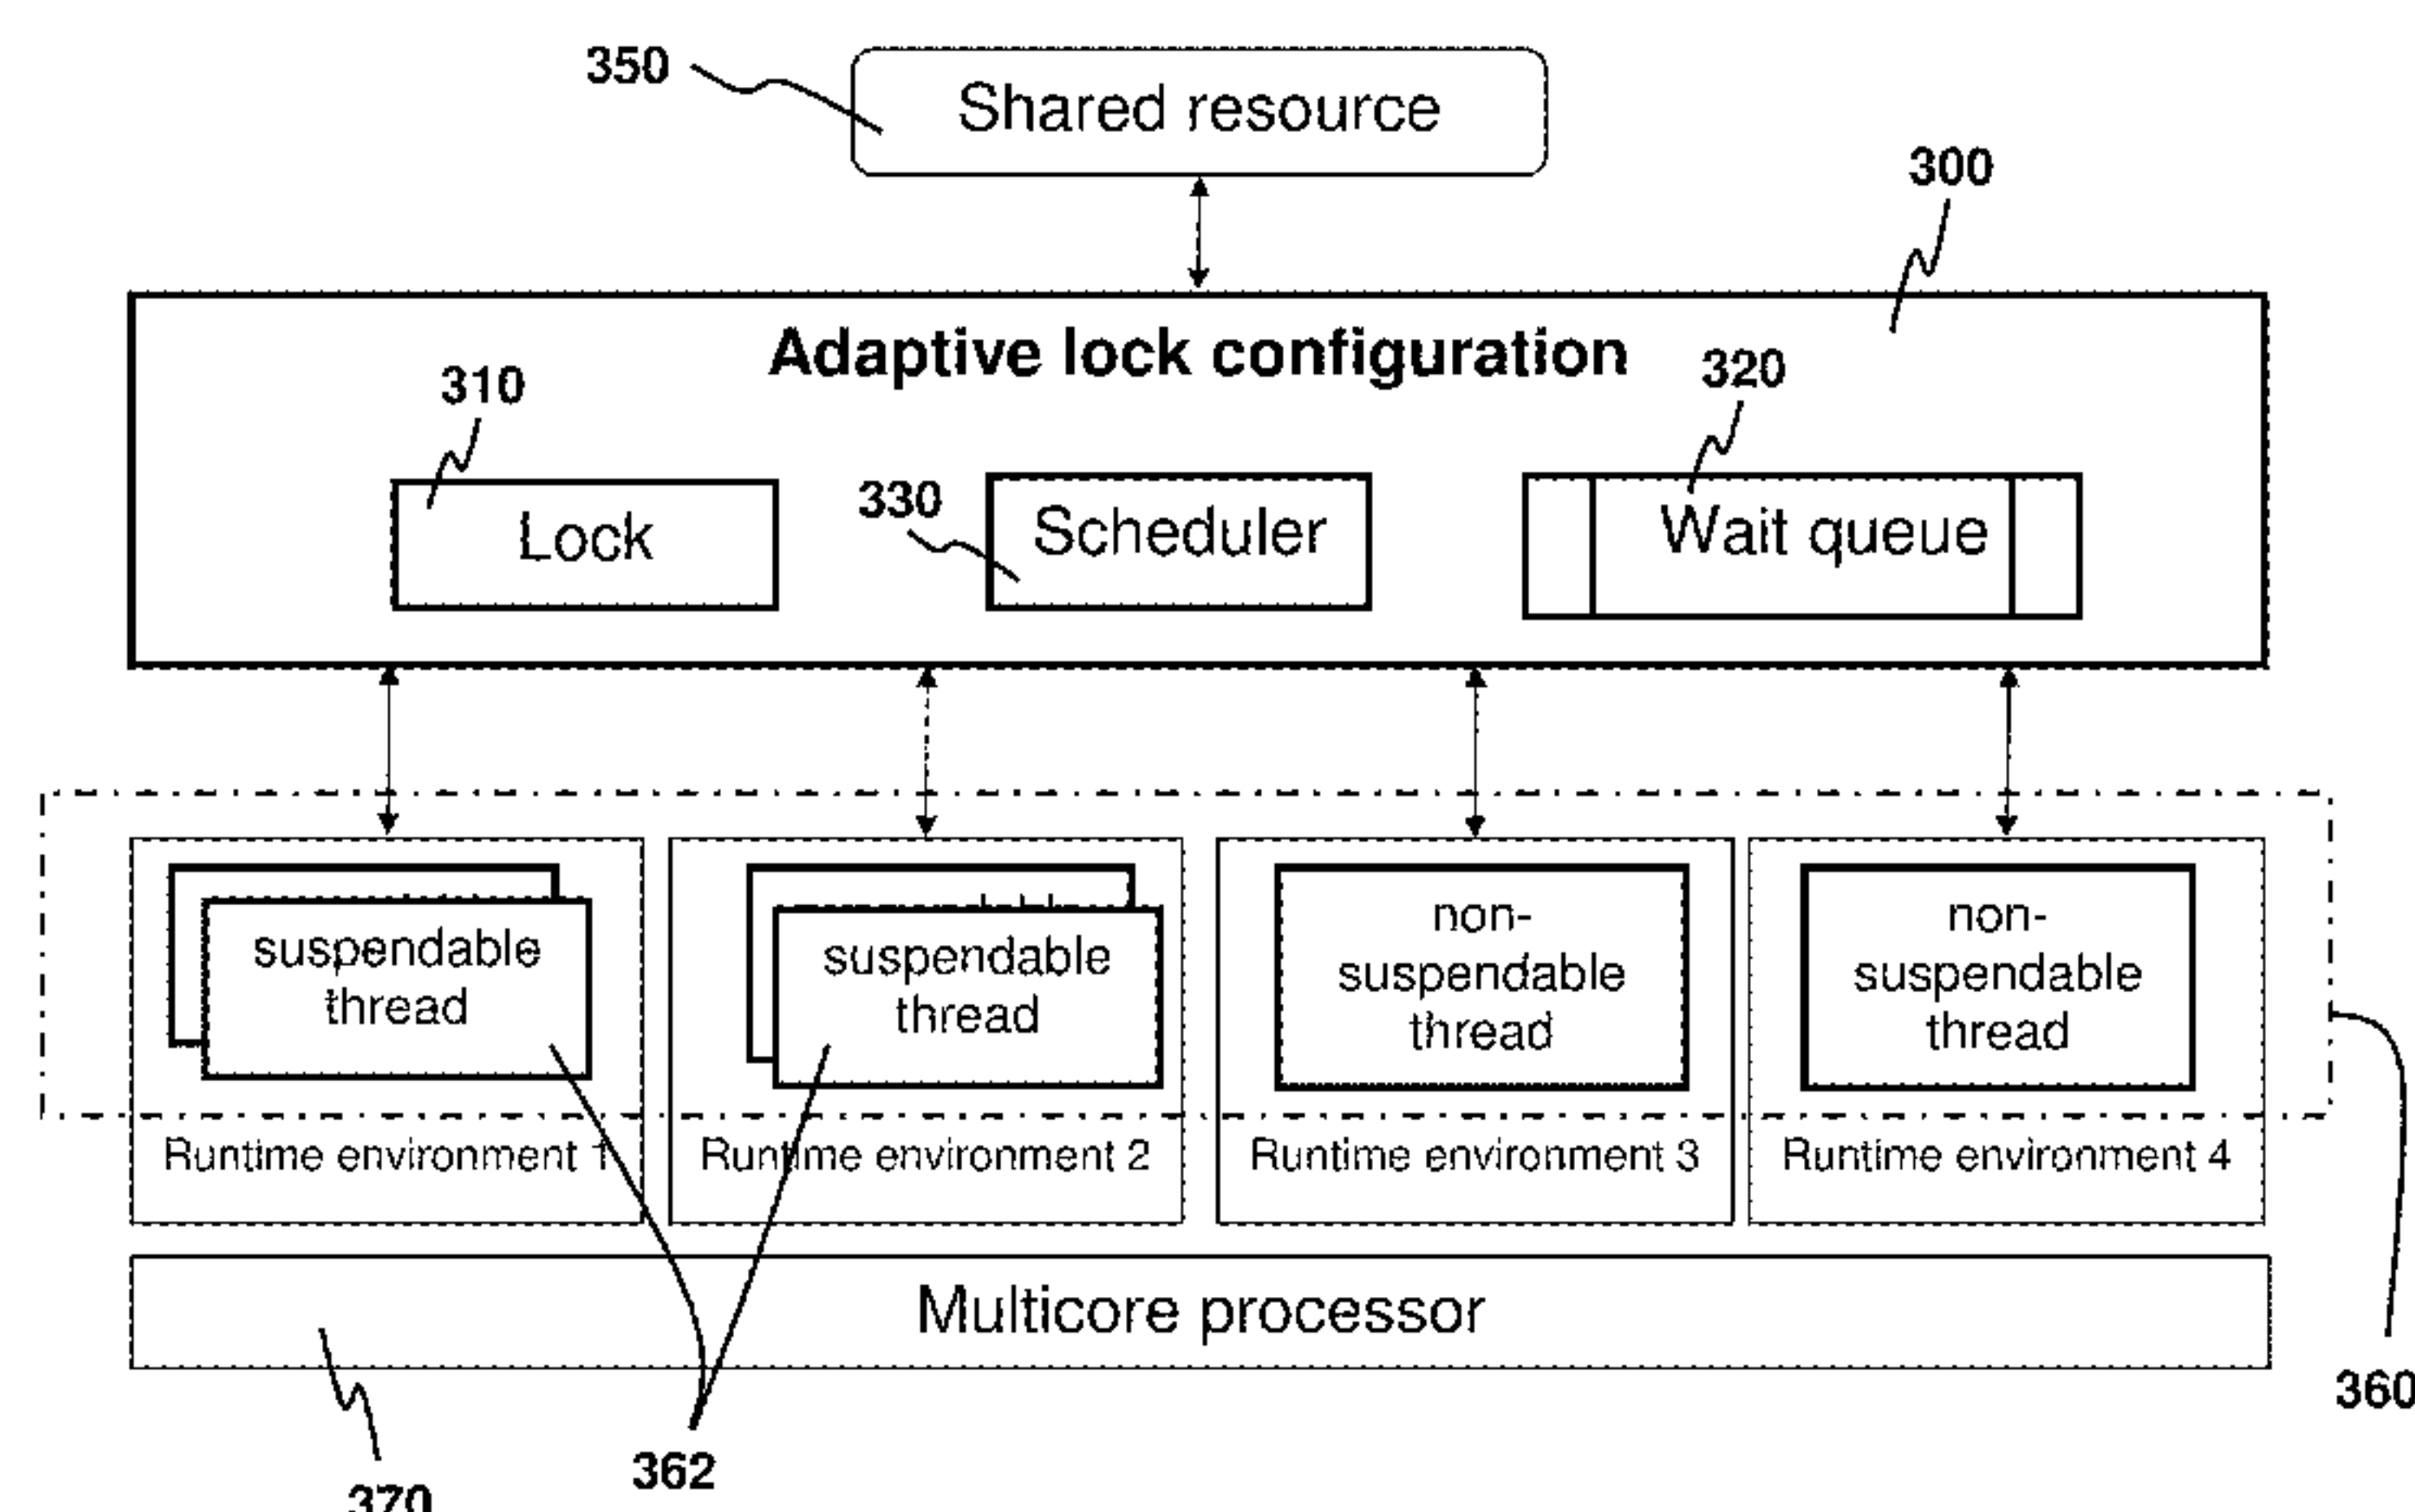 350
Shared resource
300
Adaptive lock configuration
310
320
330
Lock
Scheduler
Wait queue
suspendable
thread
suspendable
thread
non-
suspendable
thread
non-
suspendable
thread
Runtime environment 1
Runtime environment 2
Runtime environment 3
Runtime environment 4
Multicore processor
360
362
370